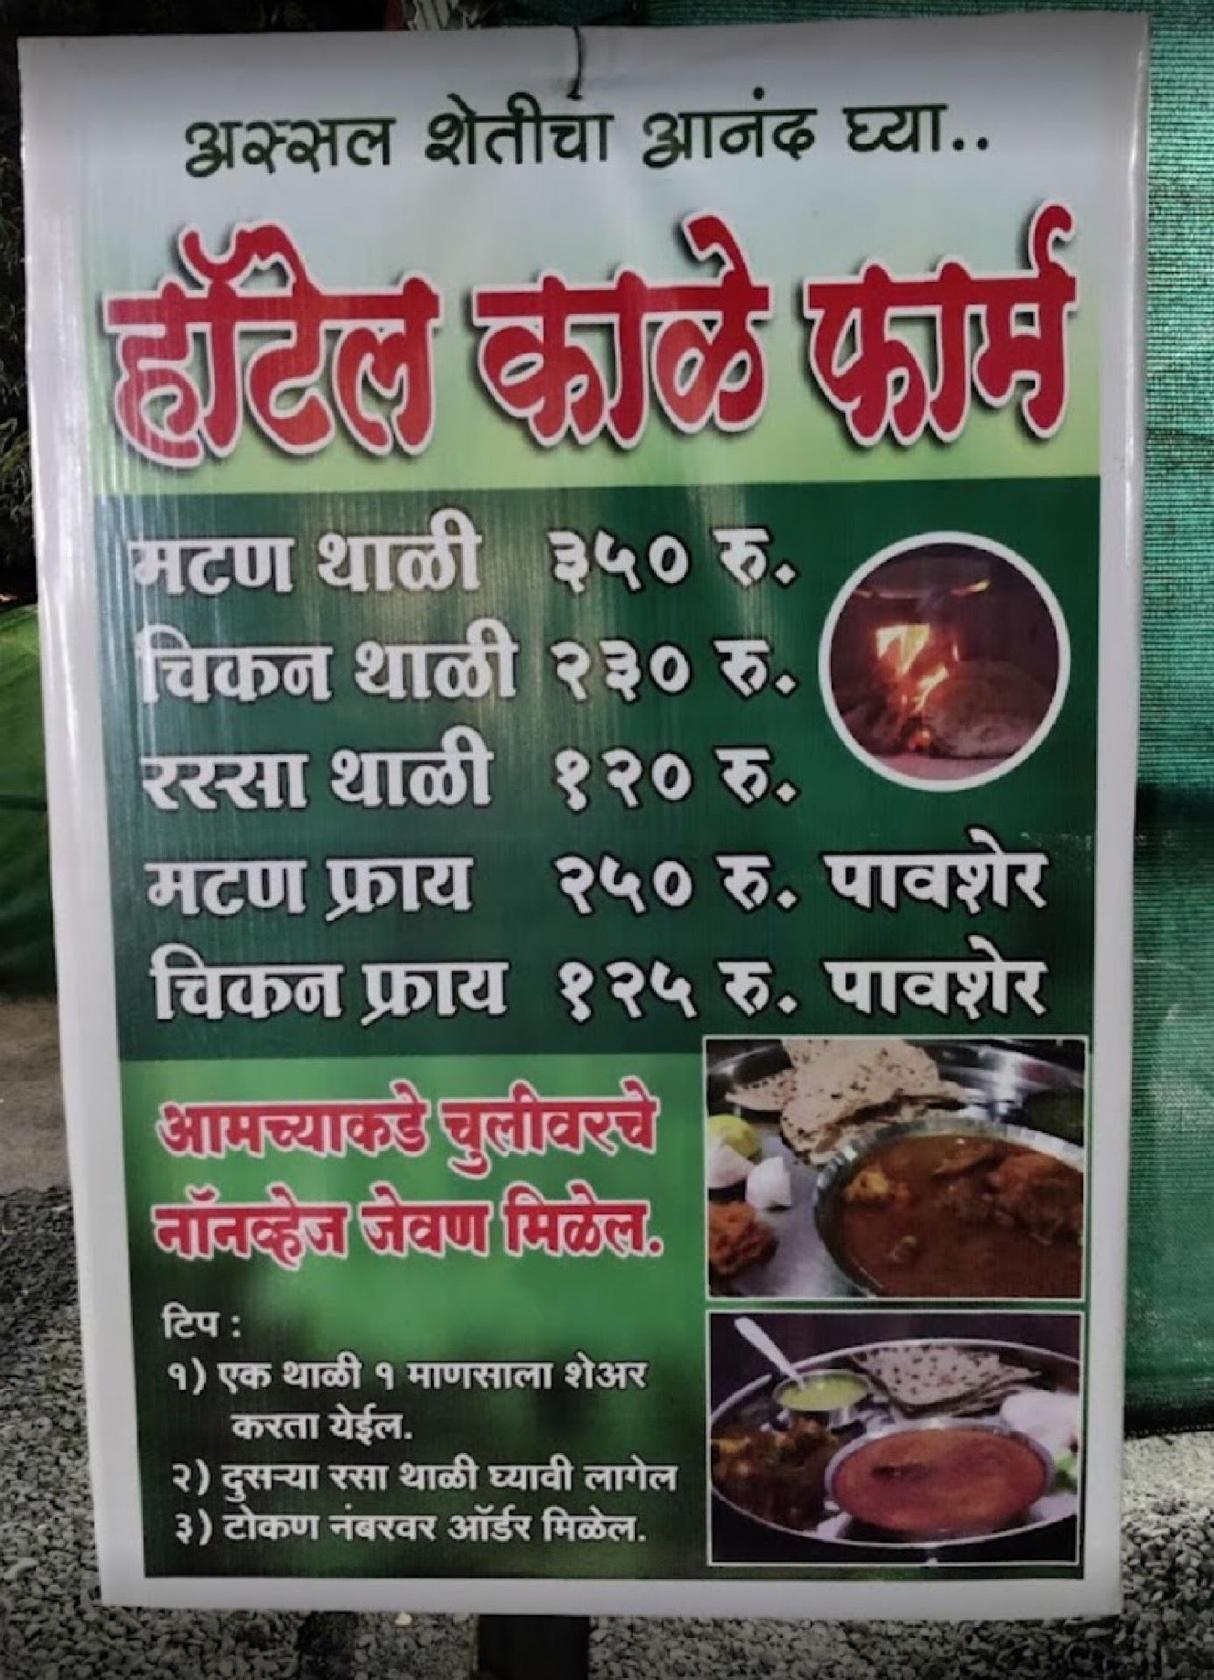 अस्सल शेतीचा आनंद घ्या..
हॉटेल काळे फार्म
मटण थाळी ३५० रु.
चिकन थाळी २३० रु.
रस्सा थाळी १२० रु.
मटण फ्राय २५० रु. पावशेर
चिकन फ्राय १२५ रु. पावशेर
आमच्याकडे चुलीवरचे
नॉनव्हेज जेवण मिळेल.
टिप :
१) एक थाळी १ माणसाला शेअर
करता येईल.
२) दुसऱ्या रसा थाळी घ्यावी लागेल
३) टोकण नंबरवर ऑर्डर मिळेल.